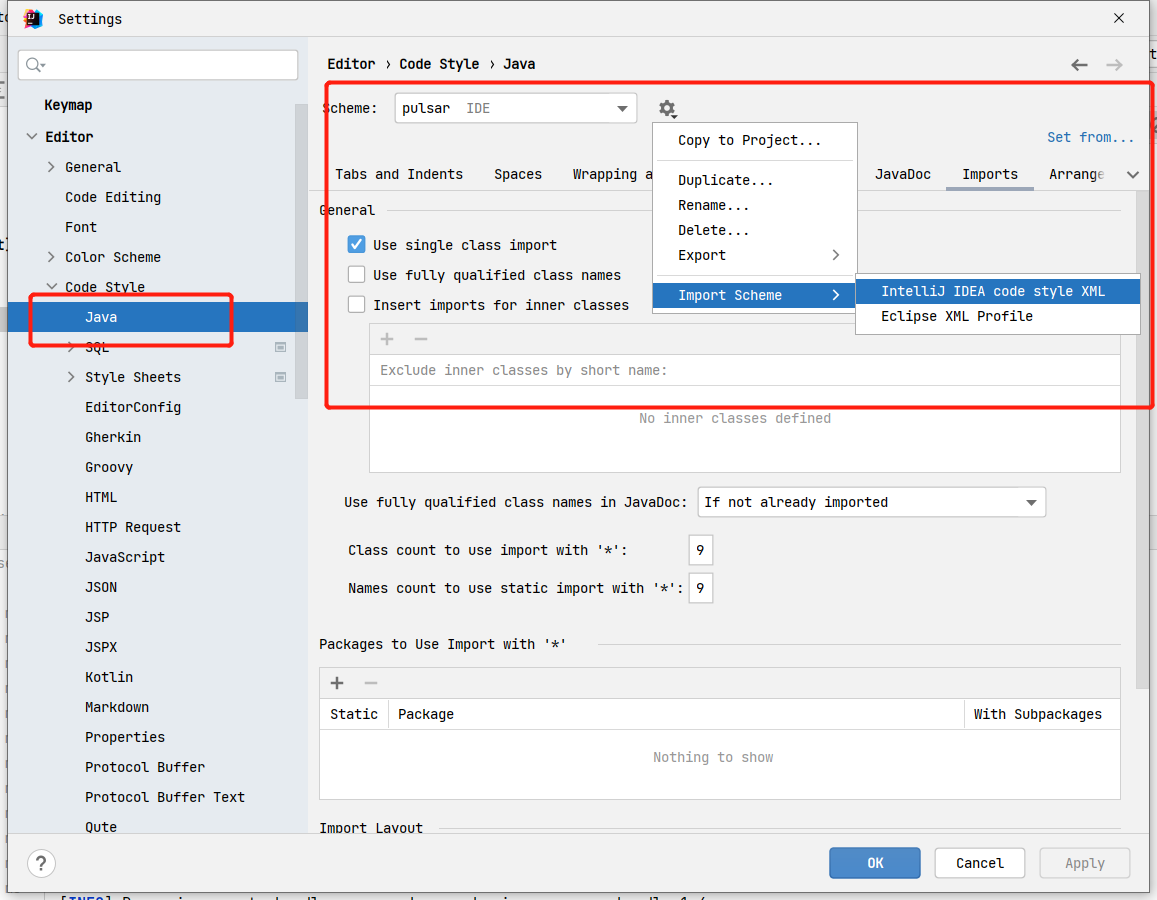 Settings
Editor › Code Style › Java
Keymap
Editor
General
Code Editing
Font
Color Scheme
Code Style
Java
SQL
Style Sheets
EditorConfig
Gherkin
Groovy
HTML
HTTP Request
JavaScript
JSON
JSP
JSPX
Kotlin
Markdown
Properties
Protocol Buffer
Protocol Buffer Text
Qute
Scheme: pulsar IDE
Set from...
Tabs and Indents Spaces Wrapping a JavaDoc Imports Arrange
Copy to Project...
Duplicate...
Rename...
Delete...
Export
Import Scheme
IntelliJ IDEA code style XML
Eclipse XML Profile
General
Use single class import
Use fully qualified class names
Insert imports for inner classes
Exclude inner classes by short name:
No inner classes defined
Use fully qualified class names in JavaDoc: If not already imported
Class count to use import with '*': 9
Names count to use static import with '*': 9
Packages to Use Import with '*'
Static Package With Subpackages
Nothing to show
Import Layout
? OK Cancel Apply